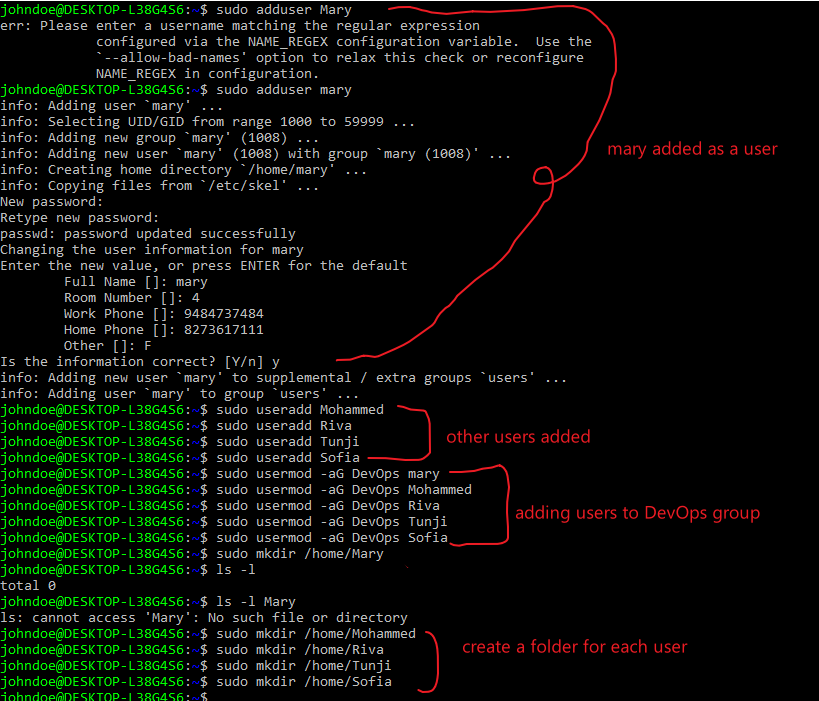 johndoe@DESKTOP-L38G4S6:~$ sudo adduser Mary
err: Please enter a username matching the regular expression
configured via the NAME_REGEX configuration variable.  Use the
`--allow-bad-names' option to relax this check or reconfigure
NAME_REGEX in configuration.
johndoe@DESKTOP-L38G4S6:~$ sudo adduser mary
info: Adding user `mary' ...
info: Selecting UID/GID from range 1000 to 59999 ...
info: Adding new group `mary' (1008) ...
info: Adding new user `mary' (1008) with group `mary (1008)' ...
mary added as a user
info: Creating home directory `/home/mary' ...
info: Copying files from `/etc/skel' ...
New password:
Retype new password:
passwd: password updated successfully
Changing the user information for mary
Enter the new value, or press ENTER for the default
Full Name []: mary
Room Number []: 4
Work Phone []: 9484737484
Home Phone []: 8273617111
Other []: F
Is the information correct? [Y/n] y
info: Adding new user `mary' to supplemental / extra groups `users' ...
info: Adding user `mary' to group `users' ...
johndoe@DESKTOP-L38G4S6:~$ sudo useradd Mohammed
johndoe@DESKTOP-L38G4S6:~$ sudo useradd Riva
johndoe@DESKTOP-L38G4S6:~$ sudo useradd Tunji
johndoe@DESKTOP-L38G4S6:~$ sudo useradd Sofia
other users added
johndoe@DESKTOP-L38G4S6:~$ sudo usermod -aG DevOps mary
johndoe@DESKTOP-L38G4S6:~$ sudo usermod -aG DevOps Mohammed
johndoe@DESKTOP-L38G4S6:~$ sudo usermod -aG DevOps Riva
johndoe@DESKTOP-L38G4S6:~$ sudo usermod -aG DevOps Tunji
johndoe@DESKTOP-L38G4S6:~$ sudo usermod -aG DevOps Sofia
adding users to DevOps group
johndoe@DESKTOP-L38G4S6:~$ sudo mkdir /home/Mary
johndoe@DESKTOP-L38G4S6:~$ ls -l
total 0
johndoe@DESKTOP-L38G4S6:~$ ls -l Mary
ls: cannot access 'Mary': No such file or directory
johndoe@DESKTOP-L38G4S6:~$ sudo mkdir /home/Mohammed
johndoe@DESKTOP-L38G4S6:~$ sudo mkdir /home/Riva
johndoe@DESKTOP-L38G4S6:~$ sudo mkdir /home/Tunji
johndoe@DESKTOP-L38G4S6:~$ sudo mkdir /home/Sofia
create a folder for each user
johndoe@DESKTOP-L38G4S6:~$